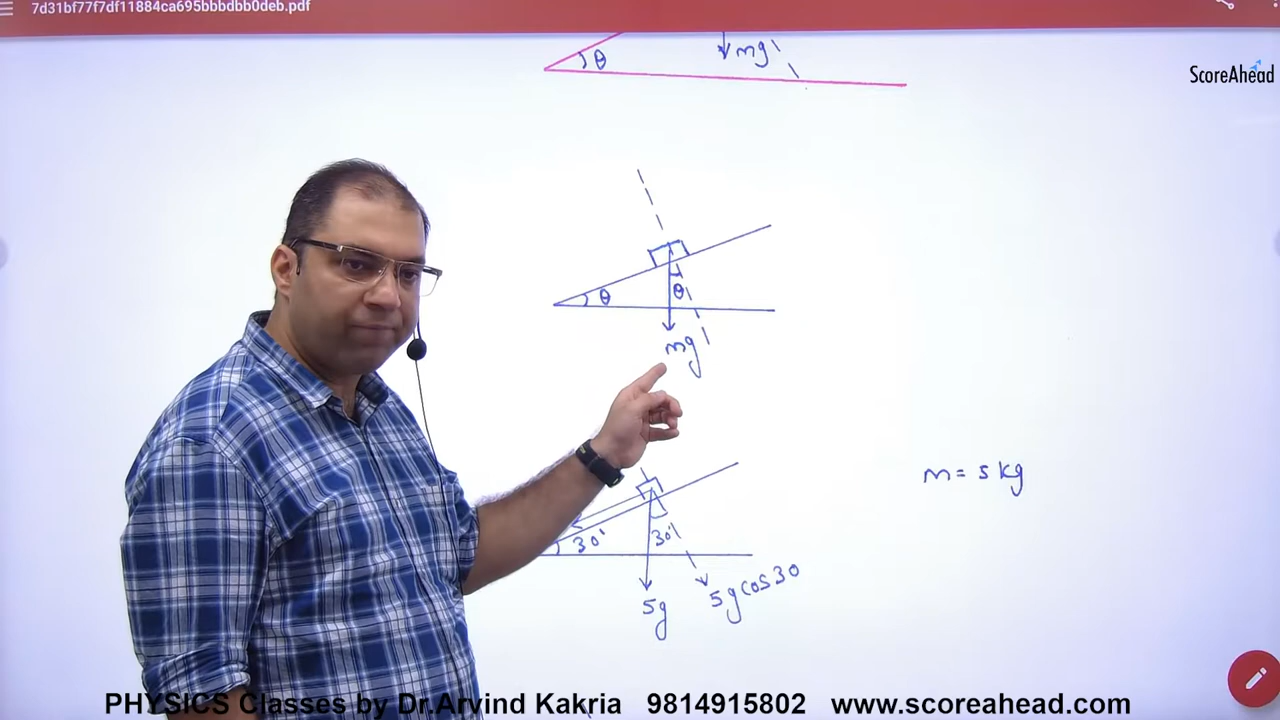 7d31bf77f7df11884ca695bbbdbb0deb.pdf
θ
mg
ScoreAhead
θ
θ
mg
m = 5 kg
30°
30°
5g
5g cos 30
PHYSICS Classes by Dr.Arvind Kakria 9814915802 www.scoreahead.com